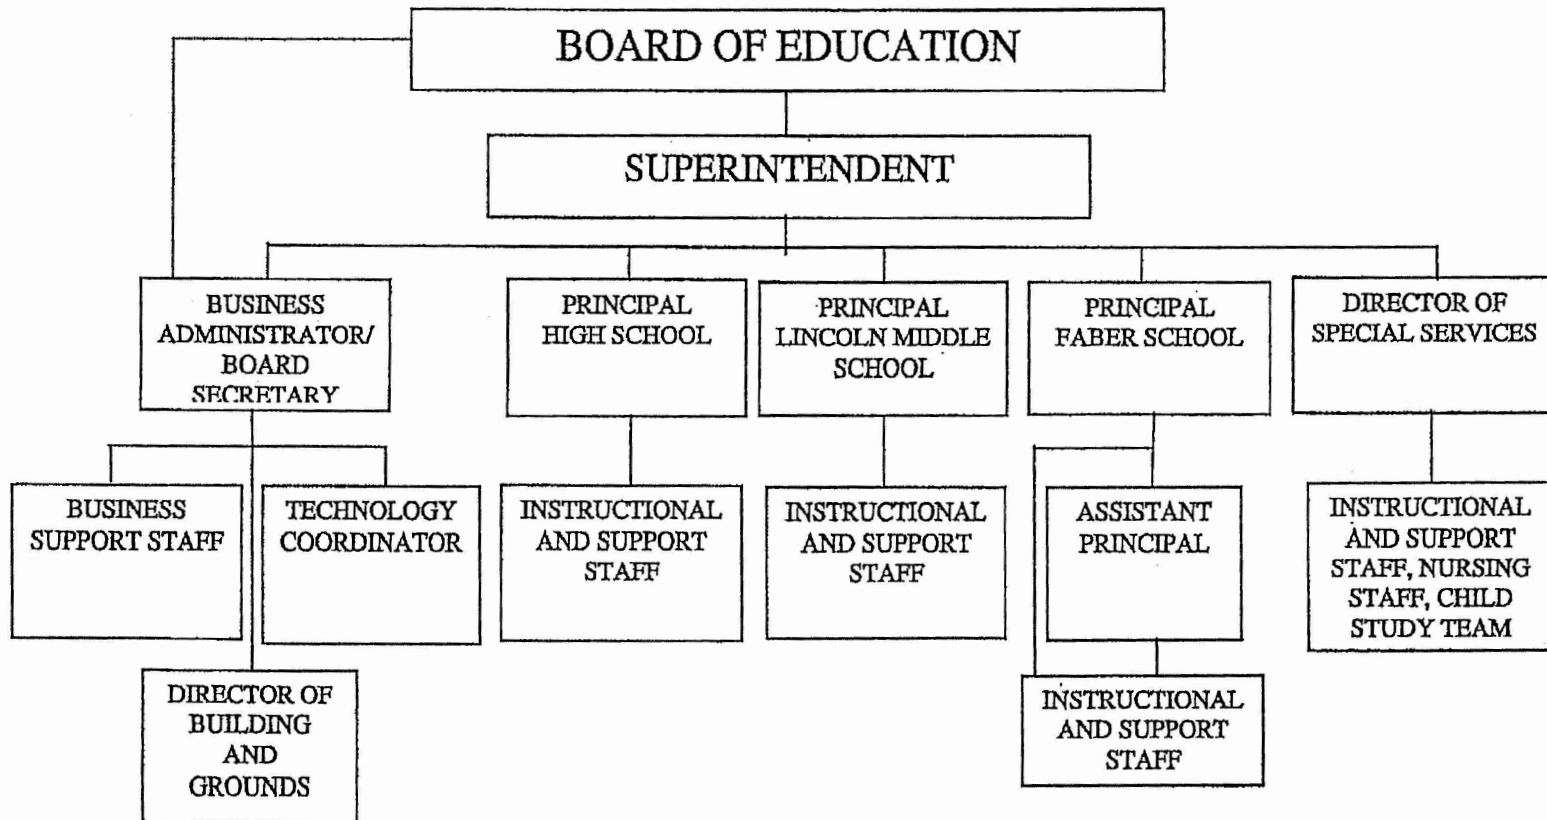 BOARD OF EDUCATION
SUPERINTENDENT
BUSINESS
ADMINISTRATOR/
BOARD
SECRETARY
PRINCIPAL
HIGH SCHOOL
PRINCIPAL
LINCOLN MIDDLE
SCHOOL
PRINCIPAL
FABER SCHOOL
DIRECTOR OF
SPECIAL SERVICES
BUSINESS
SUPPORT STAFF
TECHNOLOGY
COORDINATOR
INSTRUCTIONAL
AND SUPPORT
STAFF
INSTRUCTIONAL
AND SUPPORT
STAFF
ASSISTANT
PRINCIPAL
INSTRUCTIONAL
AND SUPPORT
STAFF, NURSING
STAFF, CHILD
STUDY TEAM
DIRECTOR OF
BUILDING
AND
GROUNDS
INSTRUCTIONAL
AND SUPPORT
STAFF